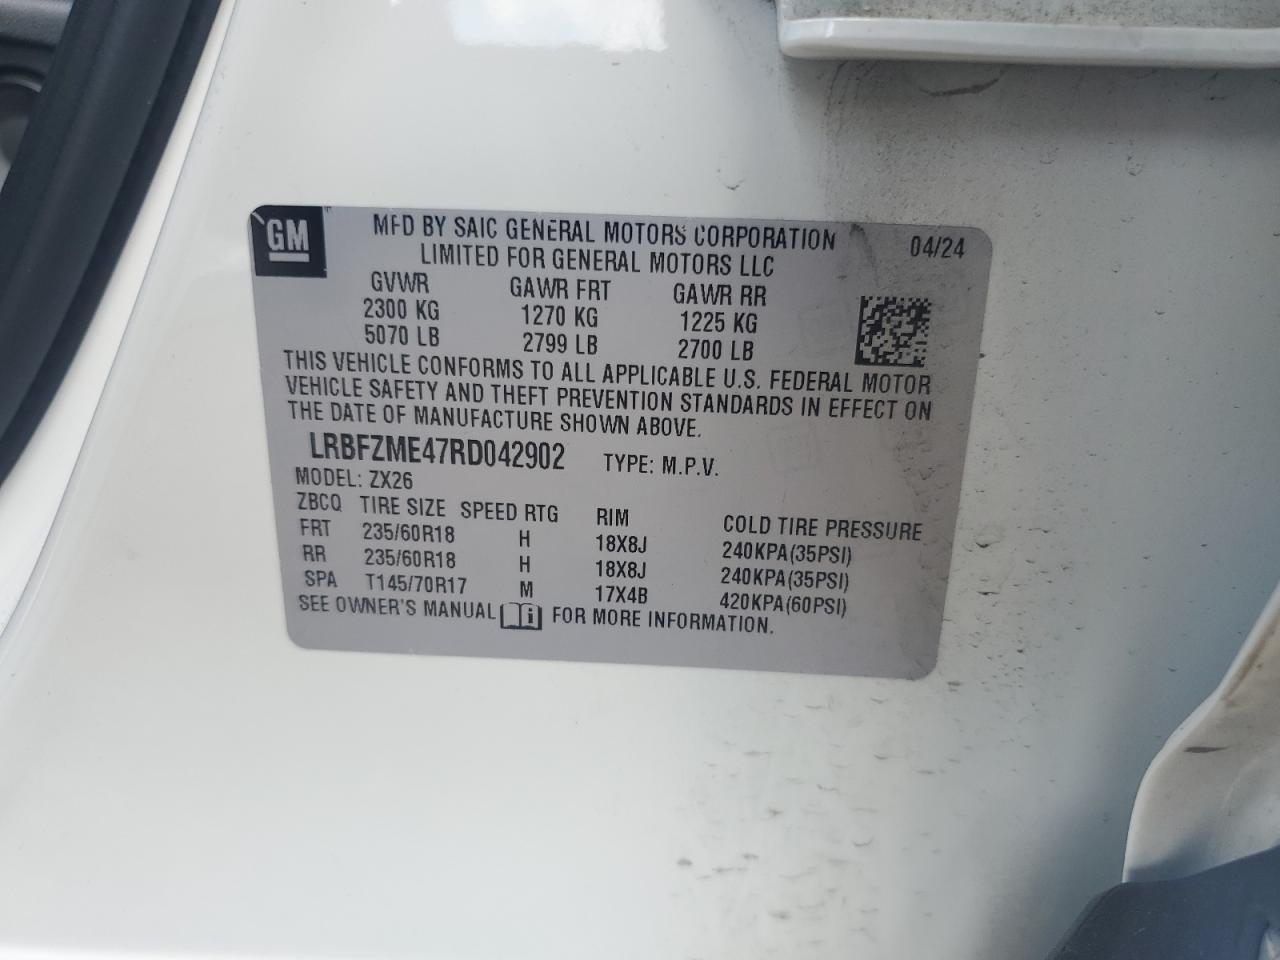 GM
MFD BY SAIC GENERAL MOTORS CORPORATION 04/24
LIMITED FOR GENERAL MOTORS LLC
GVWR GAWR FRT GAWR RR
2300 KG 1270 KG 1225 KG
5070 LB 2799 LB 2700 LB
THIS VEHICLE CONFORMS TO ALL APPLICABLE U.S. FEDERAL MOTOR
VEHICLE SAFETY AND THEFT PREVENTION STANDARDS IN EFFECT ON
THE DATE OF MANUFACTURE SHOWN ABOVE.
LRBFZME47RD042902 TYPE: M.P.V.
MODEL: ZX26
ZBCQ TIRE SIZE SPEED RTG RIM COLD TIRE PRESSURE
FRT 235/60R18 H 18X8J 240KPA(35PSI)
RR 235/60R18 H 18X8J 240KPA(35PSI)
SPA T145/70R17 M 17X4B 420KPA(60PSI)
SEE OWNER'S MANUAL i FOR MORE INFORMATION.